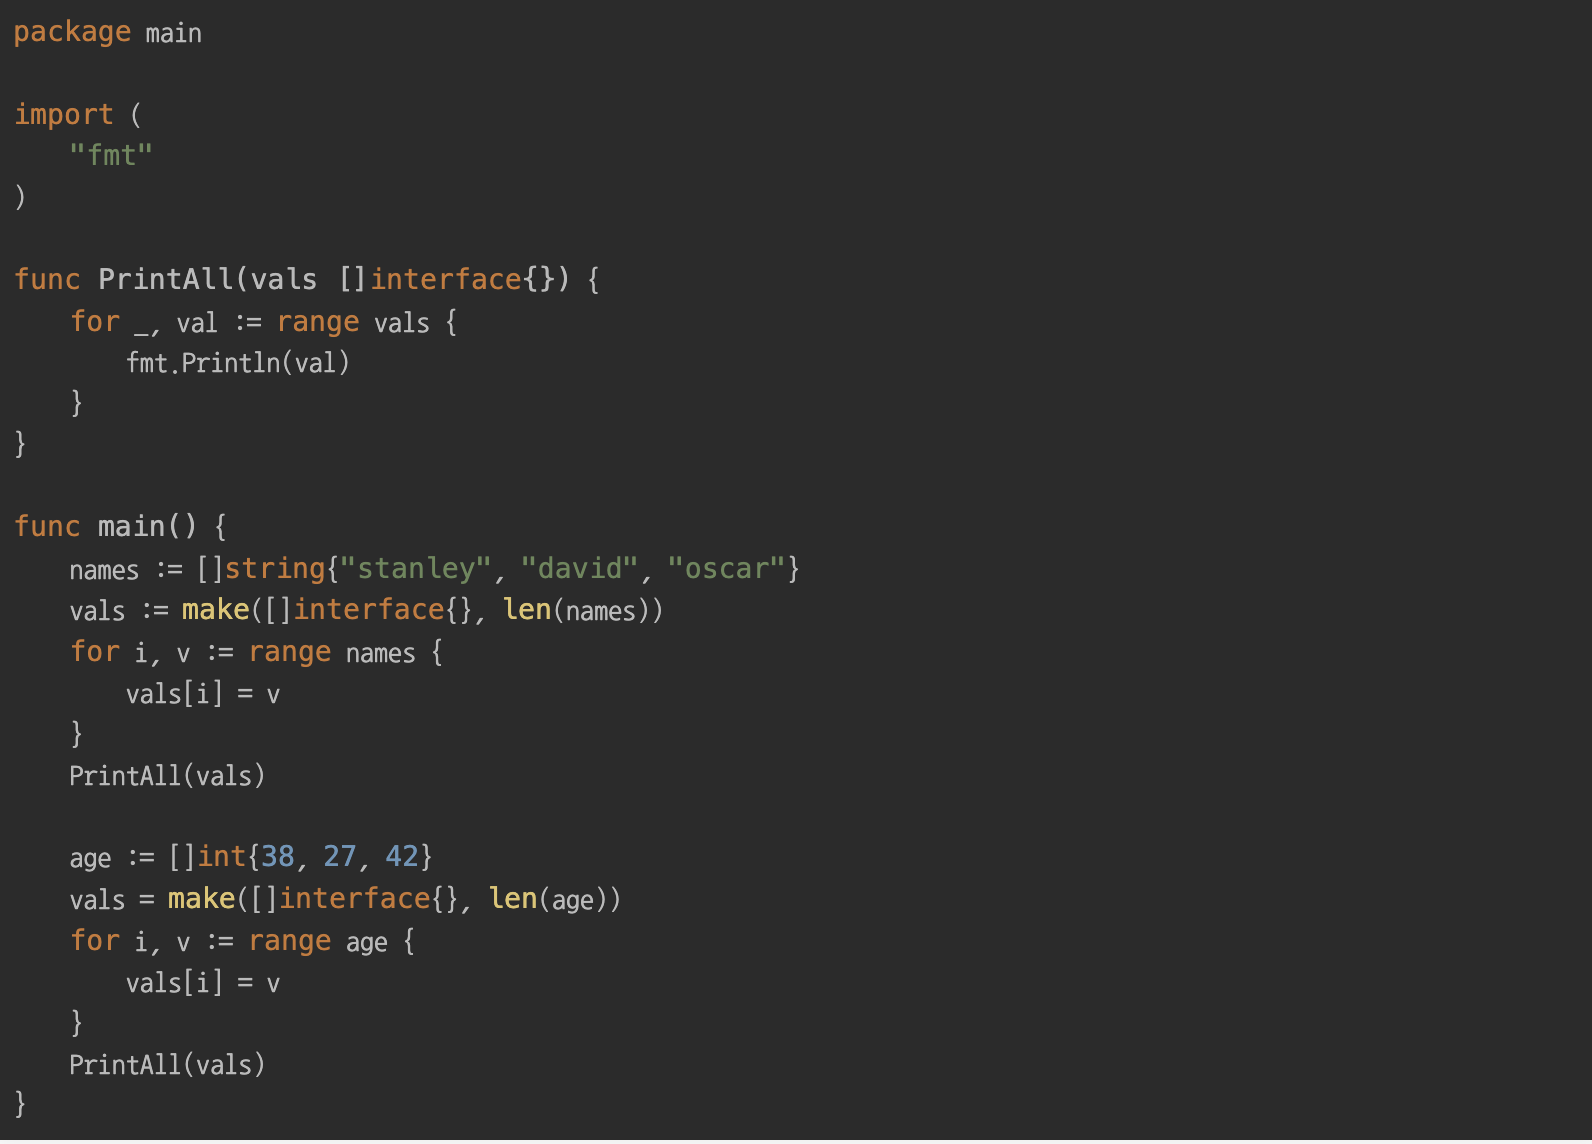 package main

import (
    "fmt"
)

func PrintAll(vals []interface{}) {
    for _, val := range vals {
        fmt.Println(val)
    }
}

func main() {
    names := []string{"stanley", "david", "oscar"}
    vals := make([]interface{}, len(names))
    for i, v := range names {
        vals[i] = v
    }
    PrintAll(vals)

    age := []int{38, 27, 42}
    vals = make([]interface{}, len(age))
    for i, v := range age {
        vals[i] = v
    }
    PrintAll(vals)
}